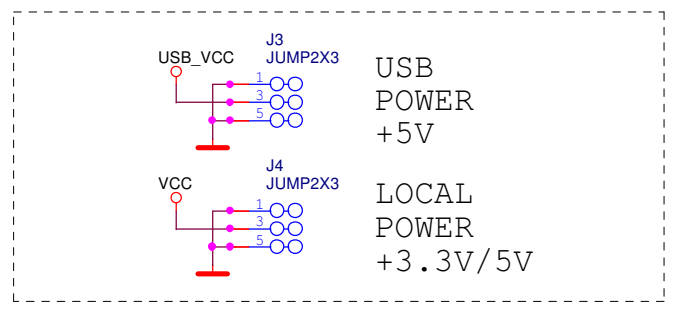 J3
USB_VCC JUMP2X3
1
3
5
USB
POWER
+5V
J4
VCC JUMP2X3
1
3
5
LOCAL
POWER
+3.3V/5V